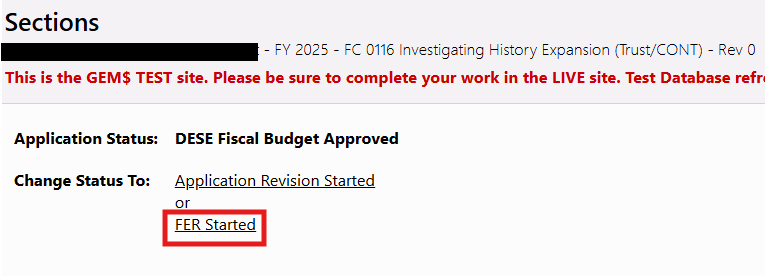 Sections
- FY 2025 - FC 0116 Investigating History Expansion (Trust/CONT) - Rev 0
This is the GEM$ TEST site. Please be sure to complete your work in the LIVE site. Test Database refr
Application Status: DESE Fiscal Budget Approved
Change Status To: Application Revision Started
or
FER Started